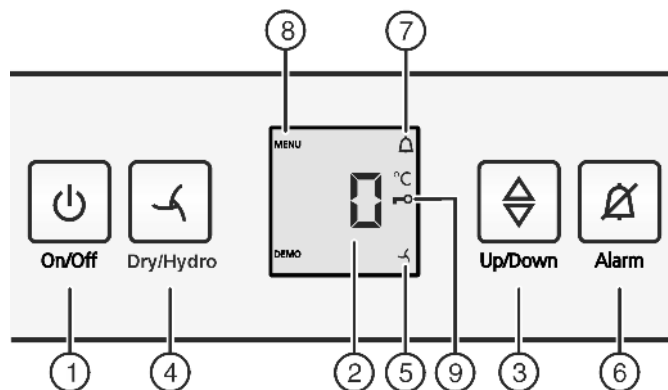 8 7
MENU
0 °C
On/Off Dry/Hydro DEMO Up/Down Alarm
1 4 2 5 9 3 6